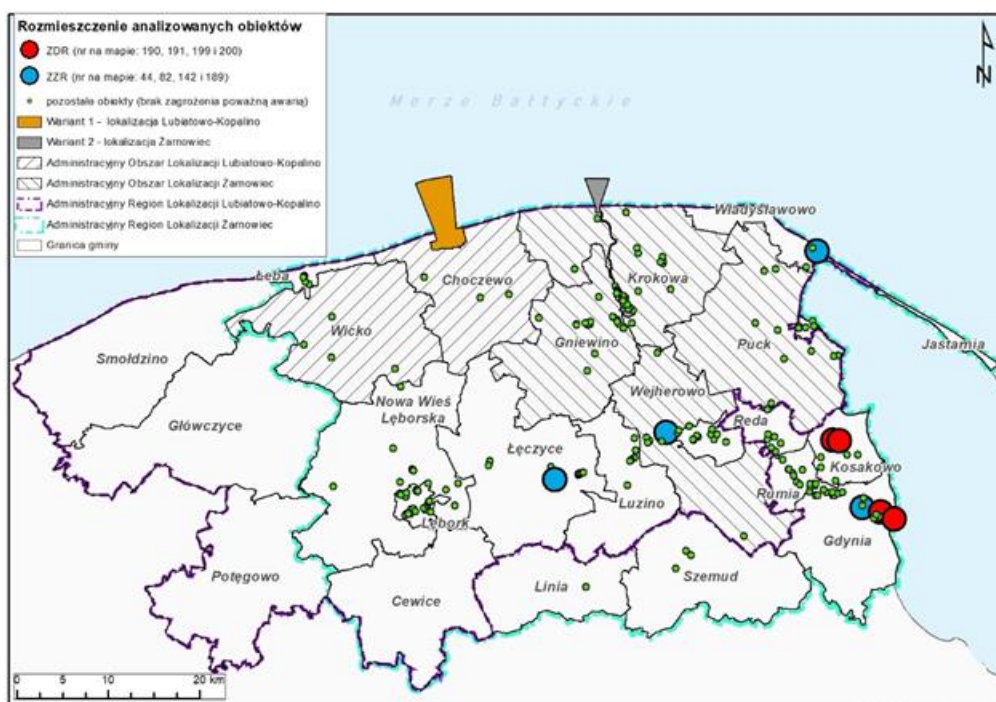 Rozmieszczenie analizowanych obiektów
ZDR (nr na mapie: 190, 191, 199 i 200)
ZZR (nr na mapie: 44, 82, 142 i 189)
pozostałe obiekty (brak zagrożenia poważną awarią)
Wariant 1 - lokalizacja Lubiatowo-Kopalino
Wariant 2 - lokalizacja Żarnowiec
Administracyjny Obszar Lokalizacji Lubiatowo-Kopalino
Administracyjny Obszar Lokalizacji Żarnowiec
Administracyjny Region Lokalizacji Lubiatowo-Kopalino
Administracyjny Region Lokalizacji Żarnowiec
Granica gminy
N
Morze Bałtyckie
Władysławowo
Łeba
Choczewo
Krokowa
Wicko
Gniewino
Puck
Jastarnia
Smołdzino
Wejherowo
Nowa Wieś
Lęborska
Główczyce
Reda
Łęczyce
Kosakowo
Luzino
Rumia
Lębork
Gdynia
Potęgowo
Szemud
Linia
Cewice
0 5 10 20 km